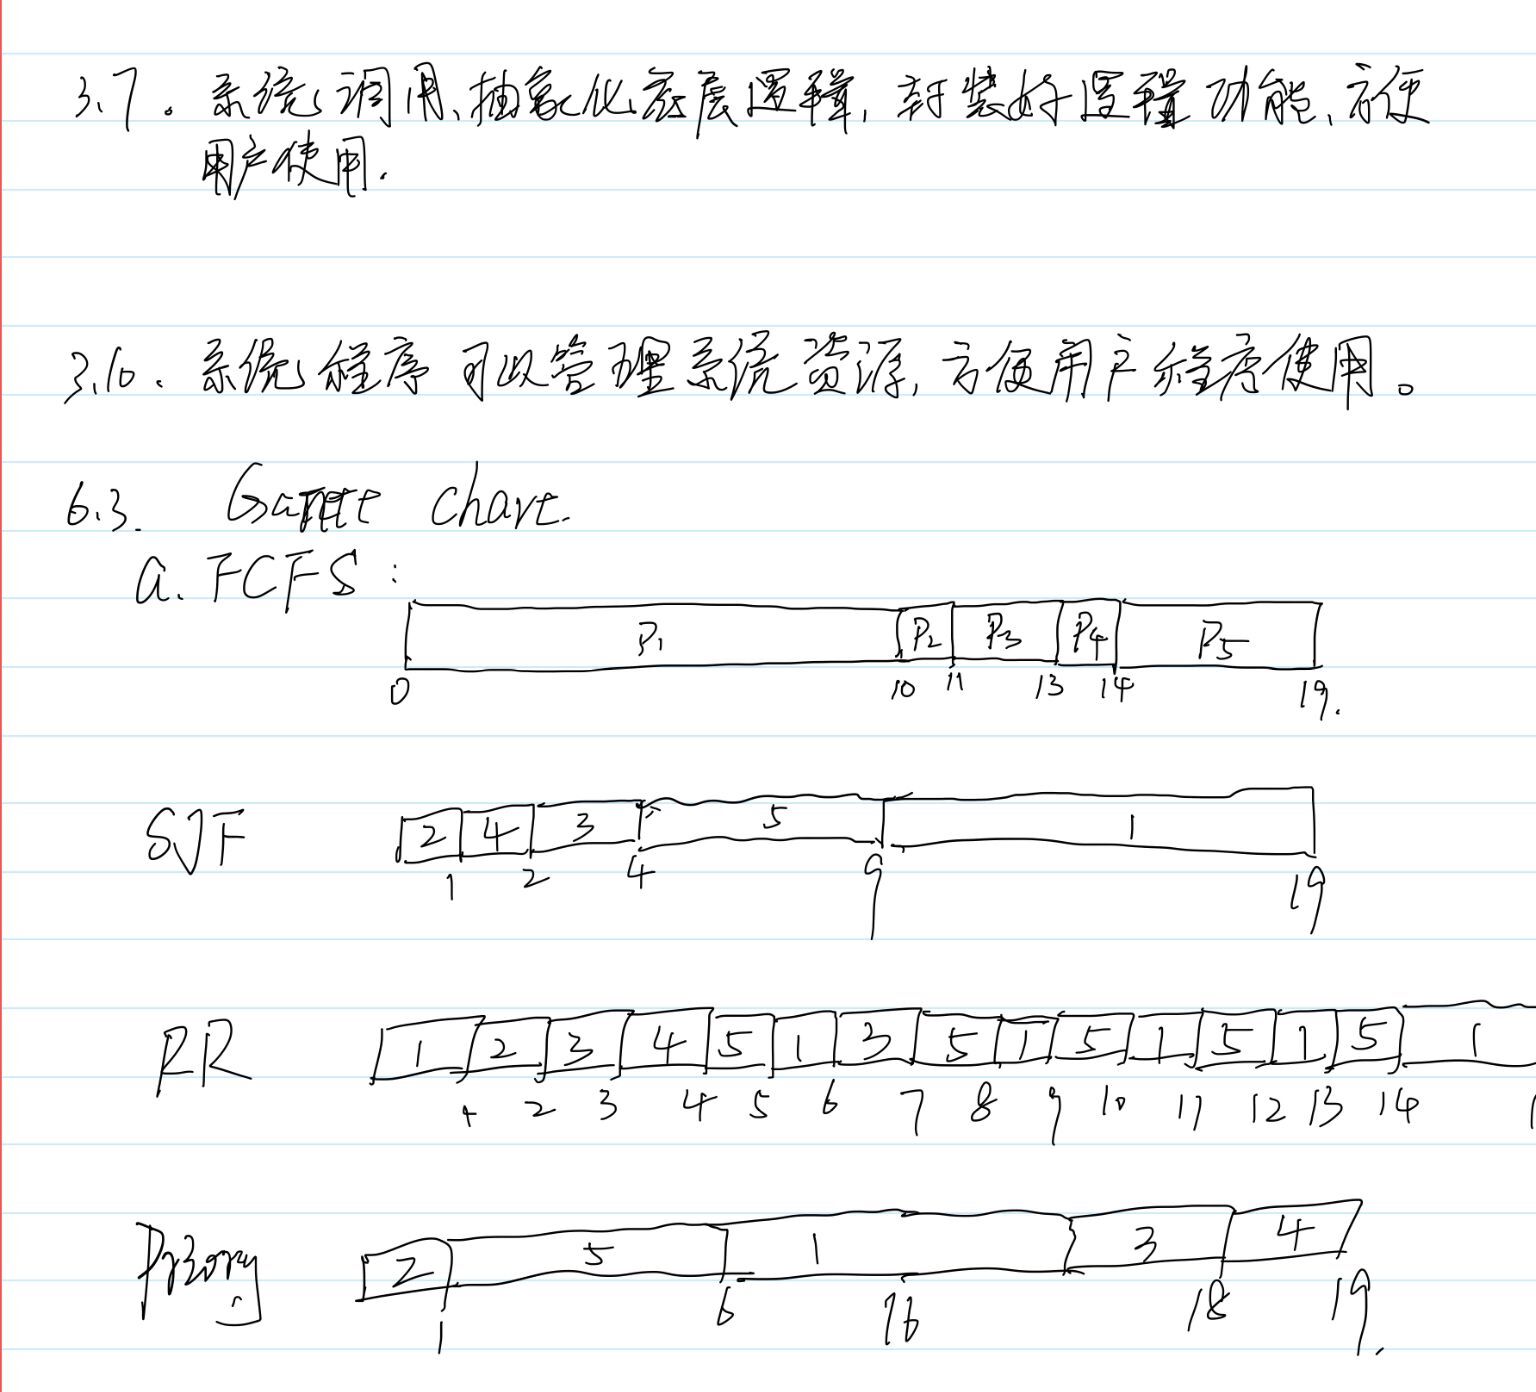 3.7。系统调用、抽象化底层逻辑,封装好逻辑功能、方便
用户使用.
3.10. 系统程序可以管理系统资源,方便用户程序使用。
6.3. Gantt chart.
a. FCFS:
P1 P2 P3 P4 P5
0 10 11 13 14 19.
SJF 2 4 3 5 1
1 2 4 9 19
RR 1 2 3 4 5 1 3 5 1 5 1 5 1 5 1
1 2 3 4 5 6 7 8 9 10 11 12 13 14
2 5 1 3 4
1 6 16 18 19.